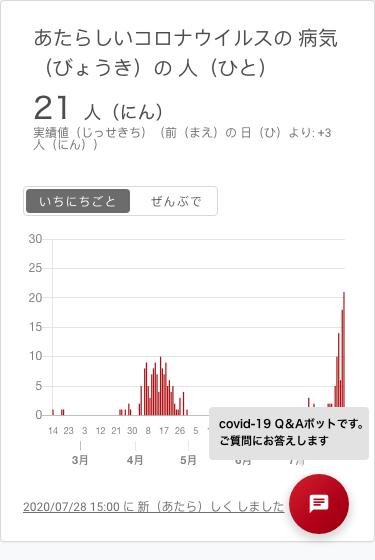 あたらしいコロナウイルスの 病気
（びょうき）の 人（ひと）
21 人（にん）
実績値（じっせきち）（前（まえ）の 日（ひ）より: +3
人（にん））
いちにちごと ぜんぶで
30
25
20
15
10
5
0
14 23 3 12 21 30 8 17 26 5
3月 4月 5月 6月 7月
covid-19 Q&Aボットです。
ご質問にお答えします
2020/07/28 15:00 に 新（あたら）しく しました